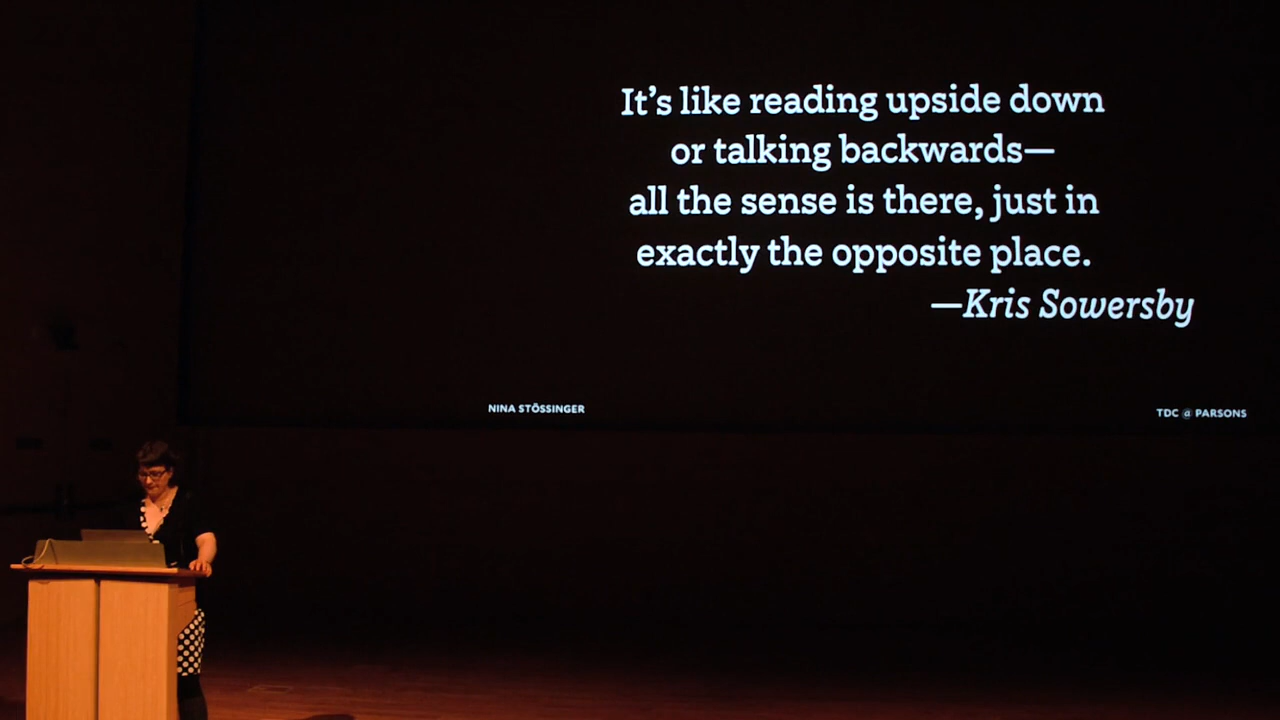 It’s like reading upside down
or talking backwards—
all the sense is there, just in
exactly the opposite place.
—Kris Sowersby
NINA STÖSSINGER
TDC @ PARSONS